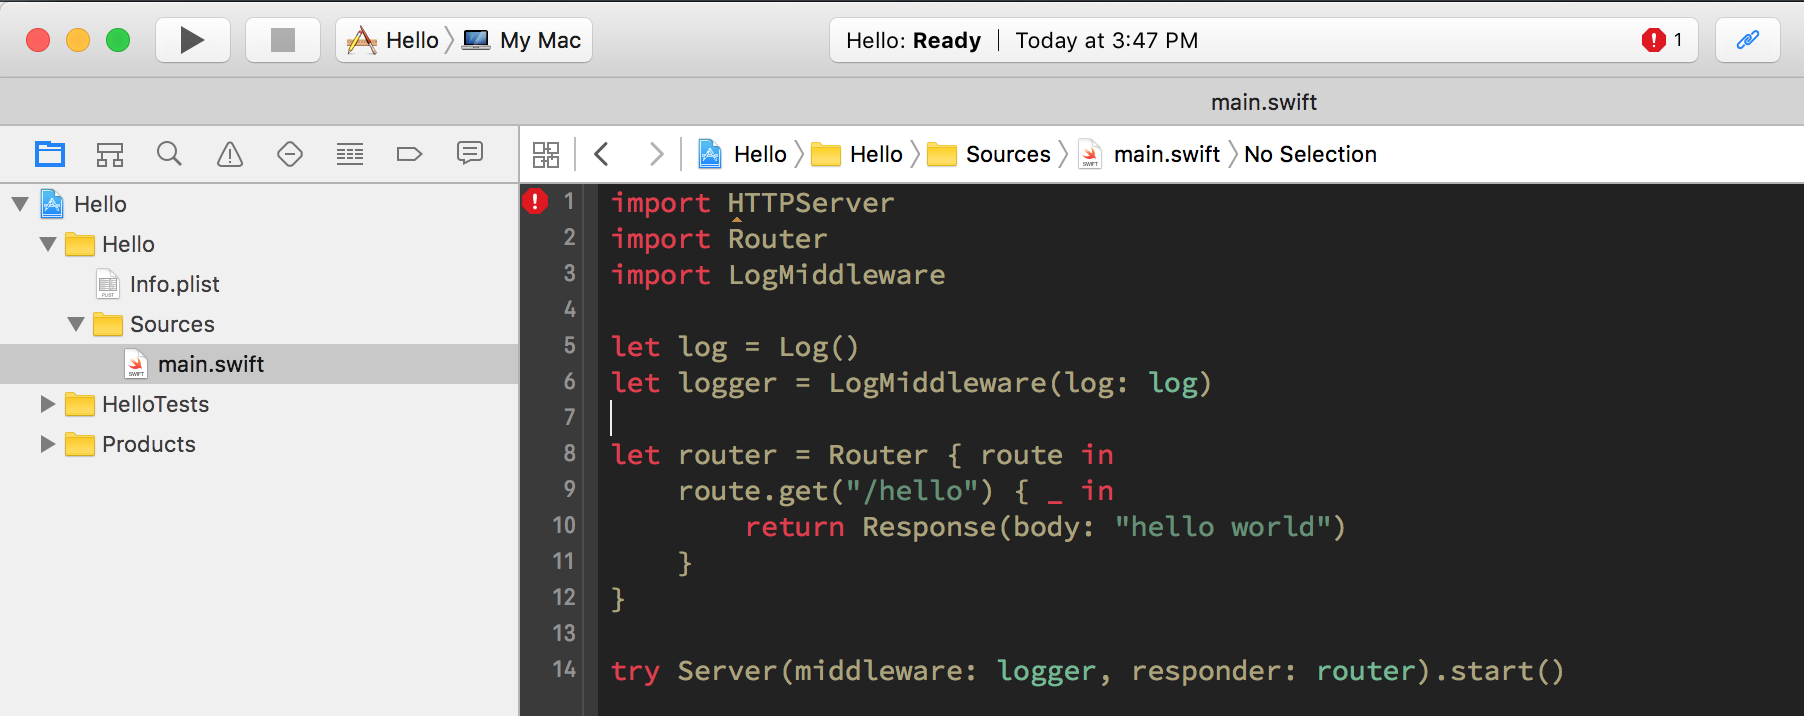 Hello My Mac
Hello: Ready | Today at 3:47 PM 1
main.swift
Hello Hello Sources main.swift No Selection
Hello
Hello
Info.plist
Sources
main.swift
HelloTests
Products
1 import HTTPServer
2 import Router
3 import LogMiddleware
4
5 let log = Log()
6 let logger = LogMiddleware(log: log)
7
8 let router = Router { route in
9     route.get("/hello") { _ in
10         return Response(body: "hello world")
11     }
12 }
13
14 try Server(middleware: logger, responder: router).start()